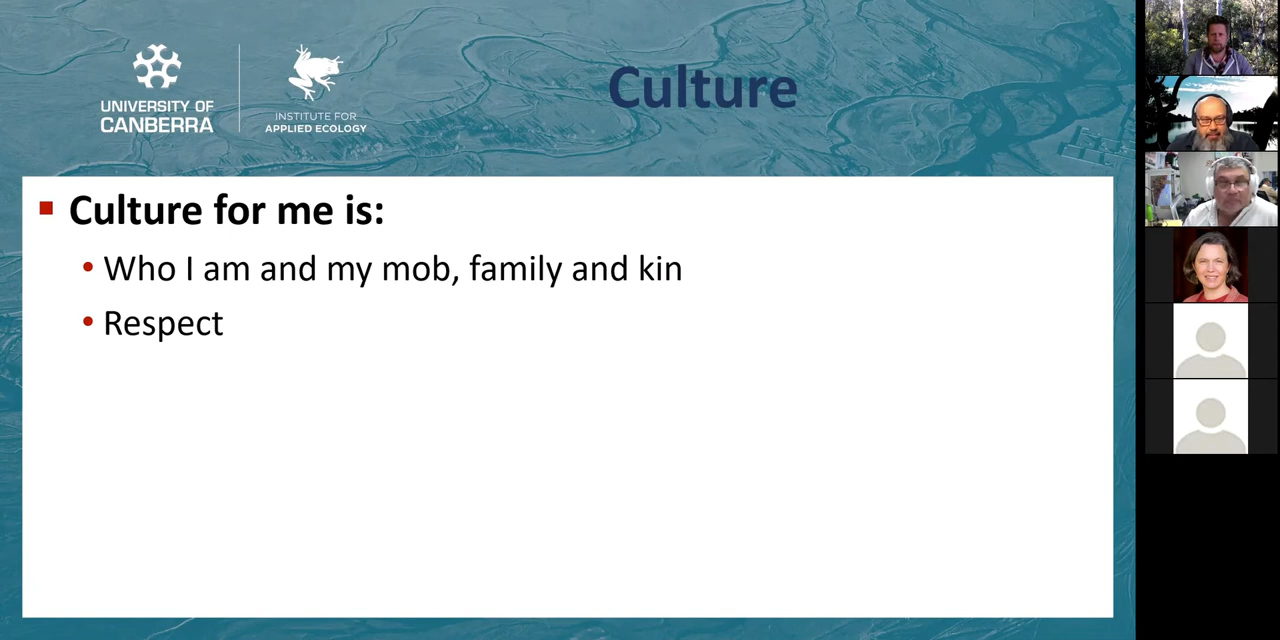 UNIVERSITY OF
CANBERRA
INSTITUTE FOR
APPLIED ECOLOGY
Culture
Culture for me is:
Who I am and my mob, family and kin
Respect